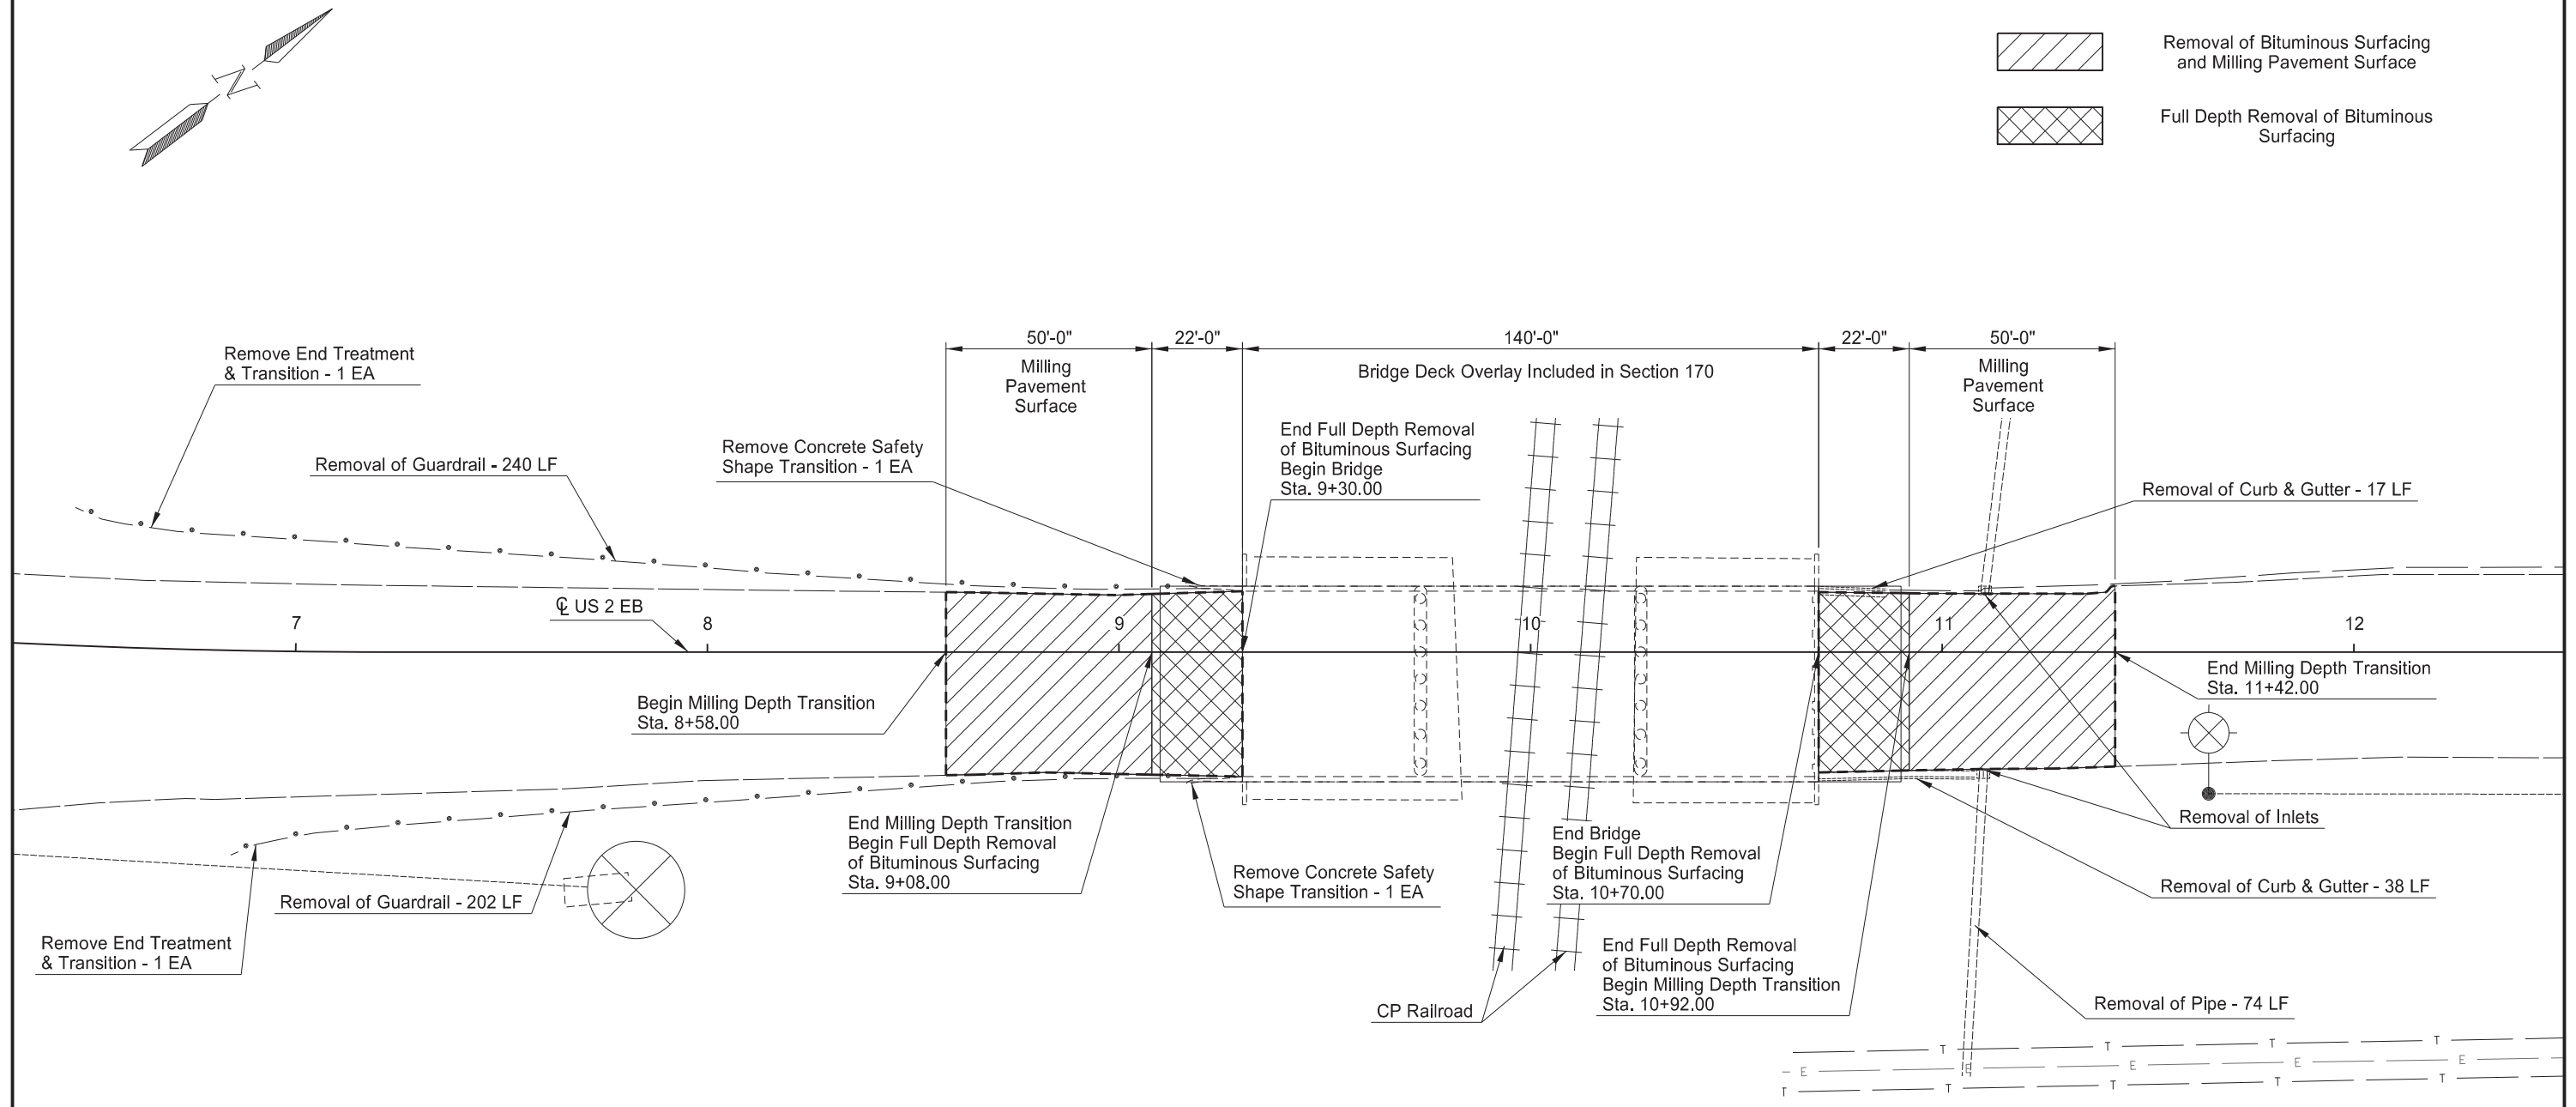 N
Removal of Bituminous Surfacing
and Milling Pavement Surface
Full Depth Removal of Bituminous
Surfacing
50'-0"
22'-0"
140'-0"
22'-0"
50'-0"
Milling
Pavement
Surface
Bridge Deck Overlay Included in Section 170
Milling
Pavement
Surface
Remove End Treatment
& Transition - 1 EA
Removal of Guardrail - 240 LF
Remove Concrete Safety
Shape Transition - 1 EA
End Full Depth Removal
of Bituminous Surfacing
Begin Bridge
Sta. 9+30.00
Removal of Curb & Gutter - 17 LF
℄ US 2 EB
7
8
9
10
11
12
Begin Milling Depth Transition
Sta. 8+58.00
End Milling Depth Transition
Sta. 11+42.00
End Milling Depth Transition
Begin Full Depth Removal
of Bituminous Surfacing
Sta. 9+08.00
Remove Concrete Safety
Shape Transition - 1 EA
End Bridge
Begin Full Depth Removal
of Bituminous Surfacing
Sta. 10+70.00
Removal of Inlets
Removal of Curb & Gutter - 38 LF
Removal of Guardrail - 202 LF
Remove End Treatment
& Transition - 1 EA
End Full Depth Removal
of Bituminous Surfacing
Begin Milling Depth Transition
Sta. 10+92.00
CP Railroad
Removal of Pipe - 74 LF
T T T T
E E E E E
T T T T T